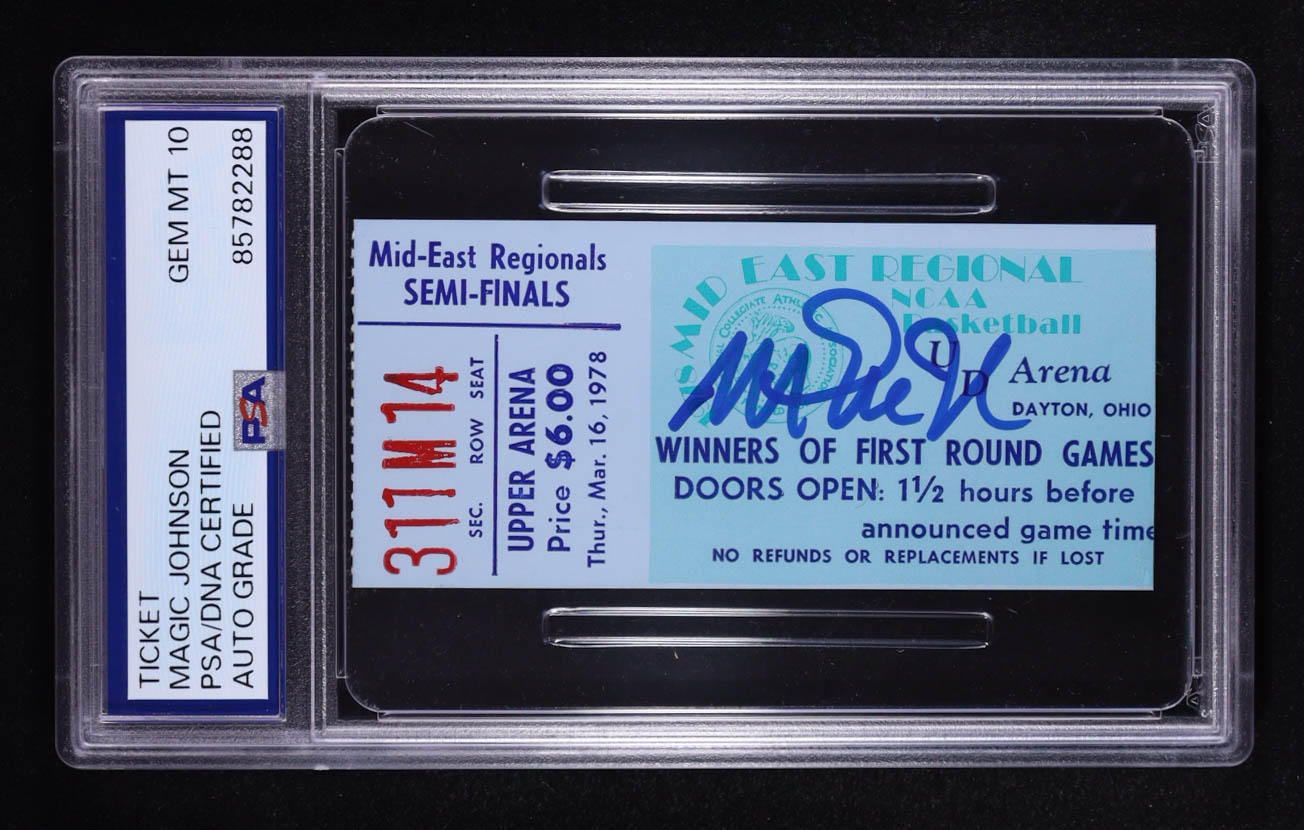 TICKET
MAGIC JOHNSON
PSA/DNA CERTIFIED
AUTO GRADE
GEM MT 10
85782288
PSA
Mid-East Regionals
SEMI-FINALS
311 M 14
SEC. ROW SEAT
UPPER ARENA
Price $6.00
Thur., Mar. 16, 1978
MID EAST REGIONAL
NCAA
Basketball
UD Arena
DAYTON, OHIO
WINNERS OF FIRST ROUND GAMES
DOORS OPEN: 1½ hours before
announced game time
NO REFUNDS OR REPLACEMENTS IF LOST